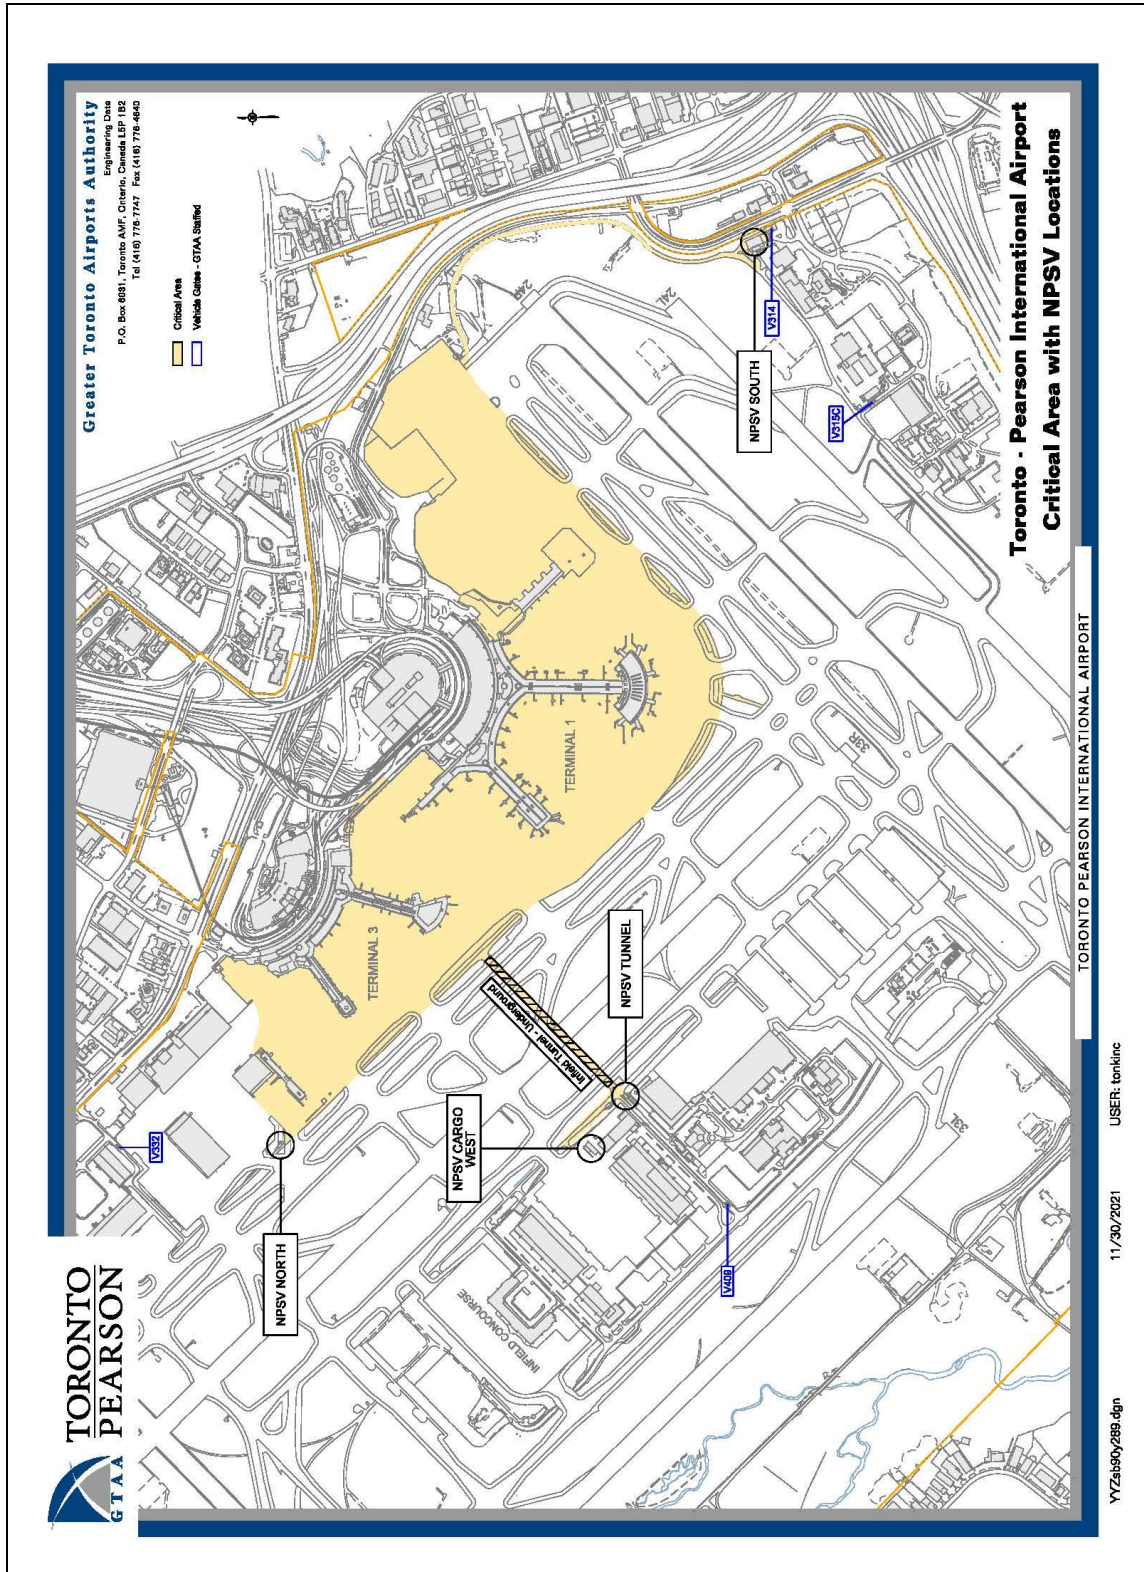 TORONTO
PEARSON
GTAA
Greater Toronto Airports Authority
Engineering Data
P.O. Box 6031, Toronto AMF, Ontario, Canada L5P 1B2
Tel (416) 776-7747 Fax (416) 776-4640
Critical Area
Vehicle Gates - GTAA Staffed
V332
NPSV NORTH
TERMINAL 3
TERMINAL 1
24R
24L
NPSV SOUTH
V314
V315C
Infield Tunnel - Underground
NPSV TUNNEL
NPSV CARGO
WEST
INFIELD CONCOURSE
V409
33R
33L
Toronto - Pearson International Airport
Critical Area with NPSV Locations
TORONTO PEARSON INTERNATIONAL AIRPORT
YYZsb90y289.dgn
11/30/2021
USER: tonkinc